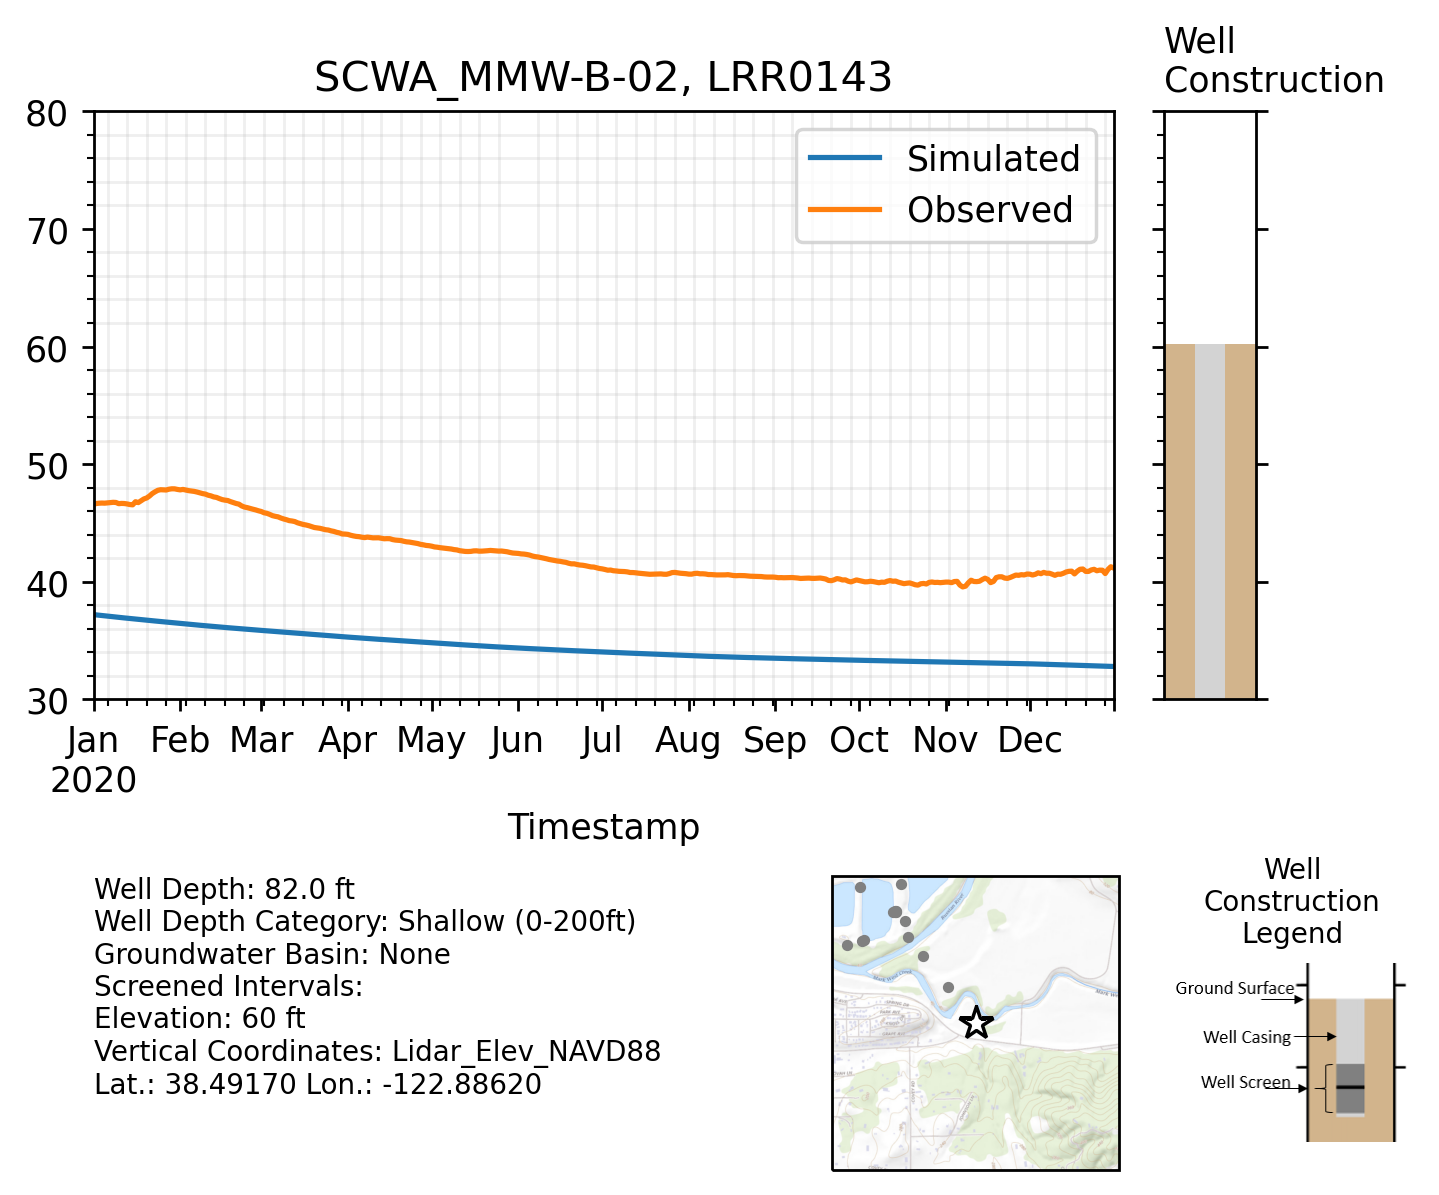 SCWA_MMW-B-02, LRR0143
Well
Construction
80
70
60
50
40
30
Simulated
Observed
Jan Feb Mar Apr May Jun Jul Aug Sep Oct Nov Dec
2020
Timestamp
Well Depth: 82.0 ft
Well Depth Category: Shallow (0-200ft)
Groundwater Basin: None
Screened Intervals:
Elevation: 60 ft
Vertical Coordinates: Lidar_Elev_NAVD88
Lat.: 38.49170 Lon.: -122.88620
Well
Construction
Legend
Ground Surface
Well Casing
Well Screen